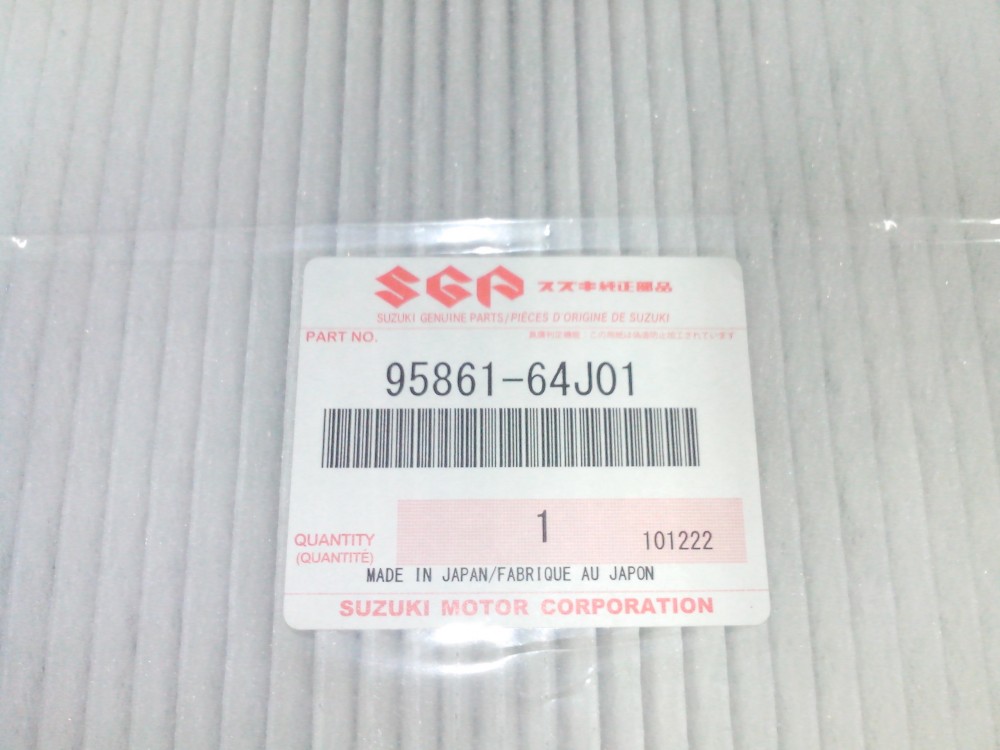 SGP スズキ純正部品
SUZUKI GENUINE PARTS/PIÈCES D'ORIGINE DE SUZUKI
PART NO.
95861-64J01
1
101222
QUANTITY
(QUANTITÉ)
MADE IN JAPAN/FABRIQUE AU JAPON
SUZUKI MOTOR CORPORATION